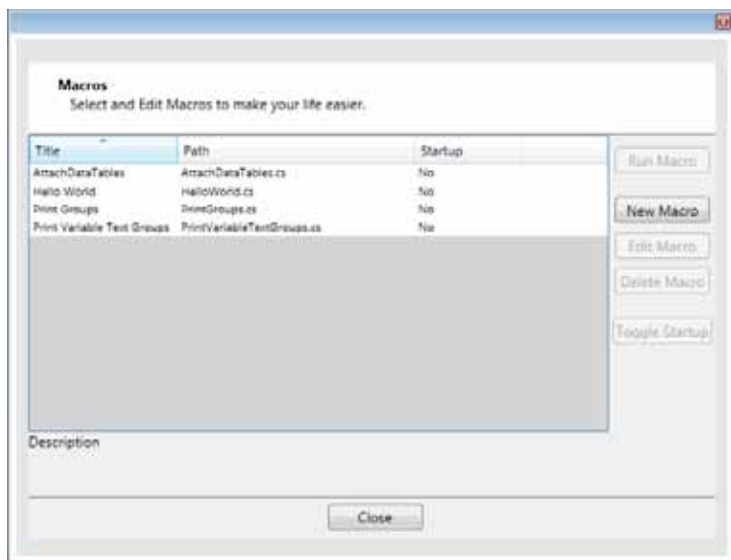 Macros
Select and Edit Macros to make your life easier.
Title Path Startup
AttachDataTables AttachDataTables.cs No
Hello World HelloWorld.cs No
Print Groups PrintGroups.cs No
Print Variable Text Groups PrintVariableTextGroups.cs No
Run Macro
New Macro
Edit Macro
Delete Macro
Toggle Startup
Description
Close